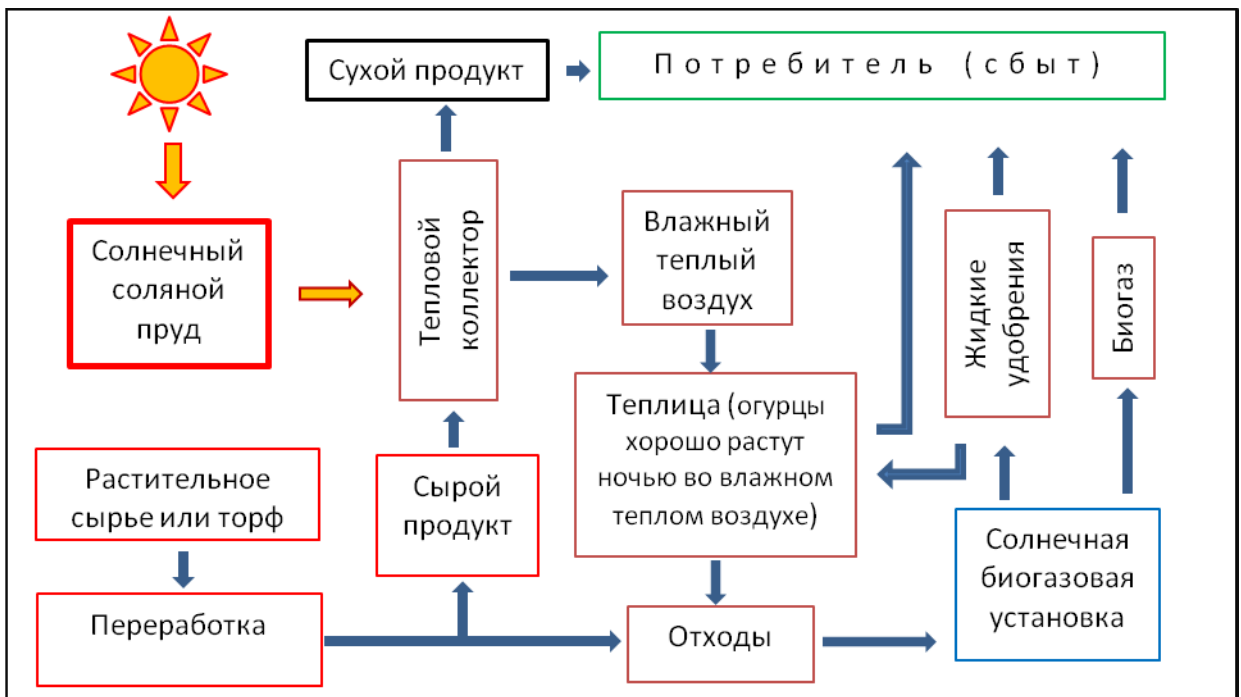 Сухой продукт
П о т р е б и т е л ь ( с б ы т )
Солнечный
соляной
пруд
Тепловой
коллектор
Влажный
теплый
воздух
Жидкие
удобрения
Биогаз
Теплица (огурцы
хорошо растут
ночью во влажном
теплом воздухе)
Растительное
сырье или торф
Сырой
продукт
Солнечная
биогазовая
установка
Переработка
Отходы